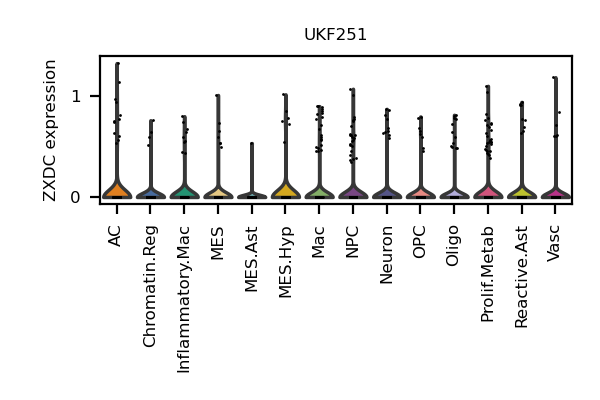 UKF251
ZXDC expression
1
0
AC
Chromatin.Reg
Inflammatory.Mac
MES
MES.Ast
MES.Hyp
Mac
NPC
Neuron
OPC
Oligo
Prolif.Metab
Reactive.Ast
Vasc